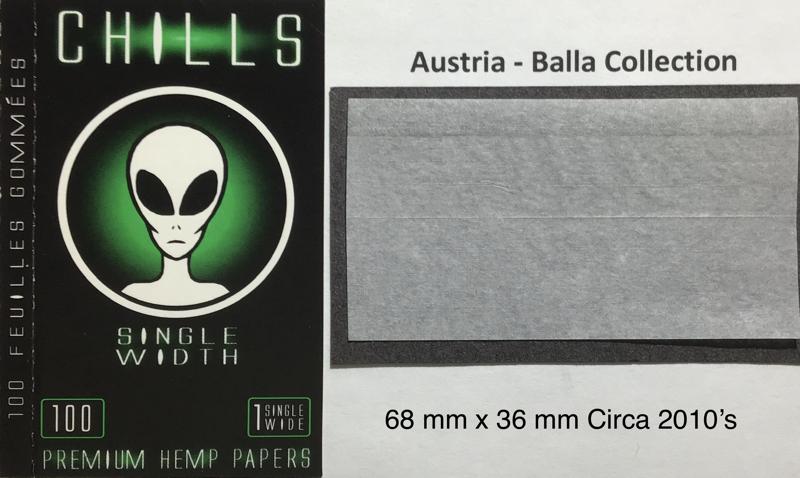 100 FEUILLES GOMMÉES
CHILLS
SINGLE
WIDTH
100
1 SINGLE
WIDE
PREMIUM HEMP PAPERS
Austria - Balla Collection
68 mm x 36 mm Circa 2010’s